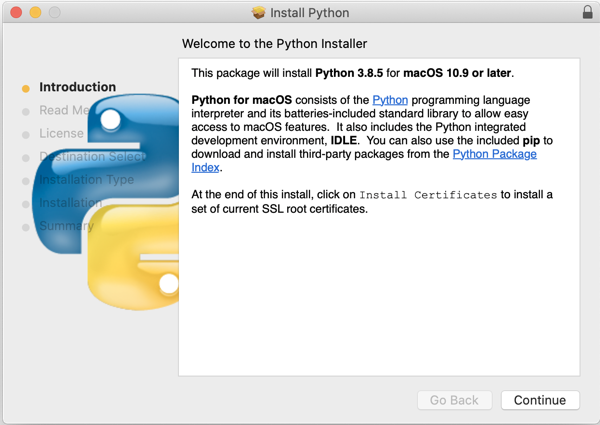 Install Python
Welcome to the Python Installer
Introduction
Read Me
License
Destination Select
Installation Type
Installation
Summary
This package will install Python 3.8.5 for macOS 10.9 or later.
Python for macOS consists of the Python programming language
interpreter and its batteries-included standard library to allow easy
access to macOS features.  It also includes the Python integrated
development environment, IDLE.  You can also use the included pip to
download and install third-party packages from the Python Package
Index.
At the end of this install, click on Install Certificates to install a
set of current SSL root certificates.
Go Back
Continue